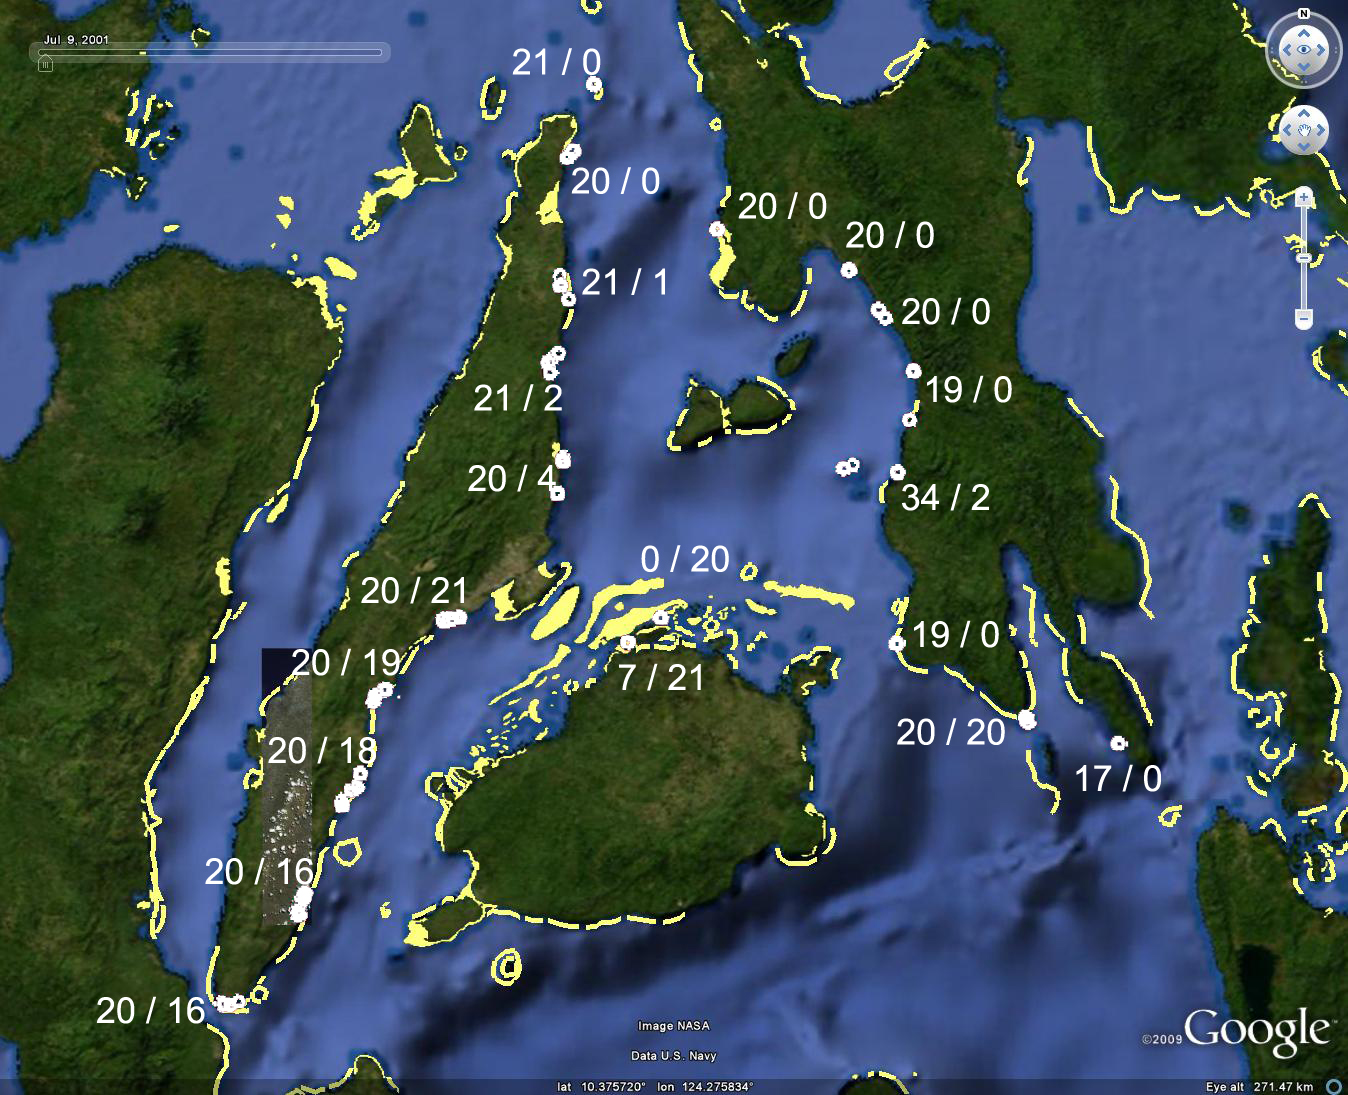 Jul 9, 2001
N
21 / 0
20 / 0
20 / 0
20 / 0
21 / 1
20 / 0
21 / 2
19 / 0
20 / 4
34 / 2
0 / 20
20 / 21
19 / 0
20 / 19
7 / 21
20 / 20
20 / 18
17 / 0
20 / 16
20 / 16
Image NASA
©2009 Google™
Data U.S. Navy
lat 10.375720° lon 124.275834°
Eye alt 271.47 km